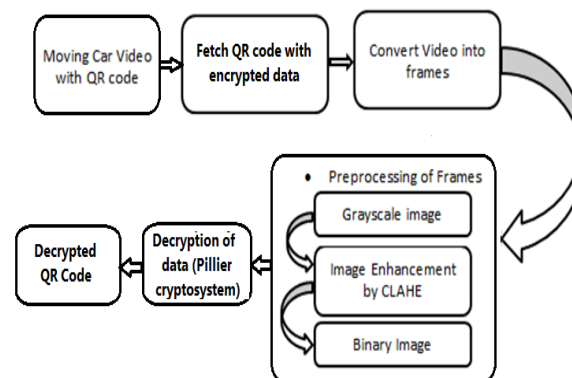 Moving Car Video
with QR code
Fetch QR code with
encrypted data
Convert Video into
frames
• Preprocessing of Frames
Grayscale image
Image Enhancement
by CLAHE
Binary Image
Decryption of
data (Pillier
cryptosystem)
Decrypted
QR Code